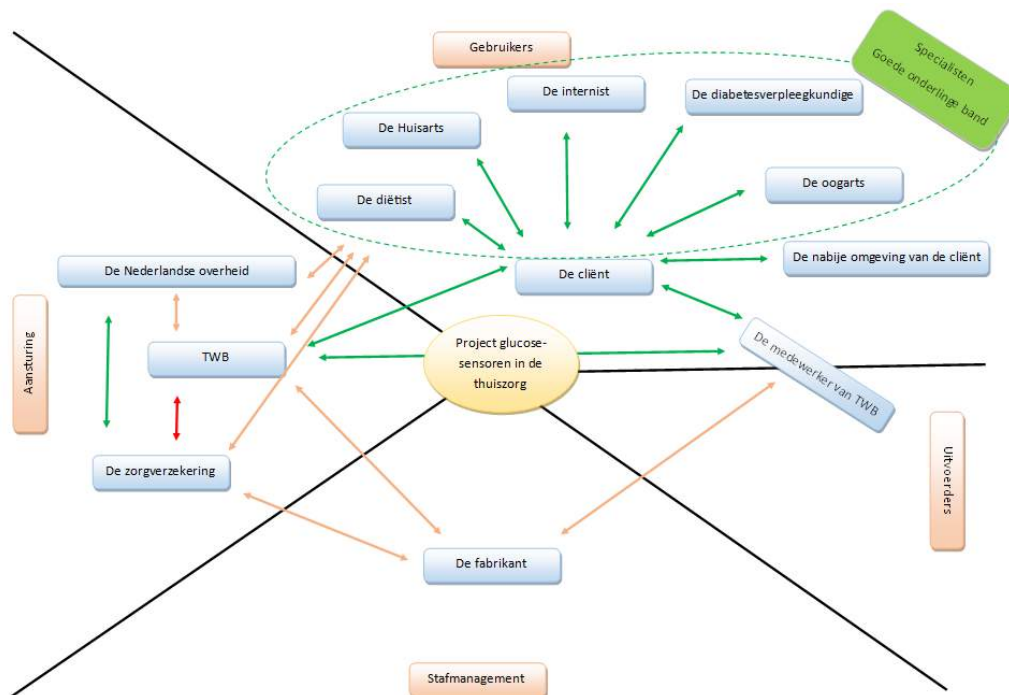 Gebruikers
Specialisten
Goede onderlinge band
De internist
De diabetesverpleegkundige
De Huisarts
De oogarts
De diëtist
De nabije omgeving van de cliënt
De cliënt
De Nederlandse overheid
Aansturing
TWB
Project glucose-
sensoren in de
thuiszorg
De medewerker van TWB
De zorgverzekering
Uitvoerders
De fabrikant
Stafmanagement